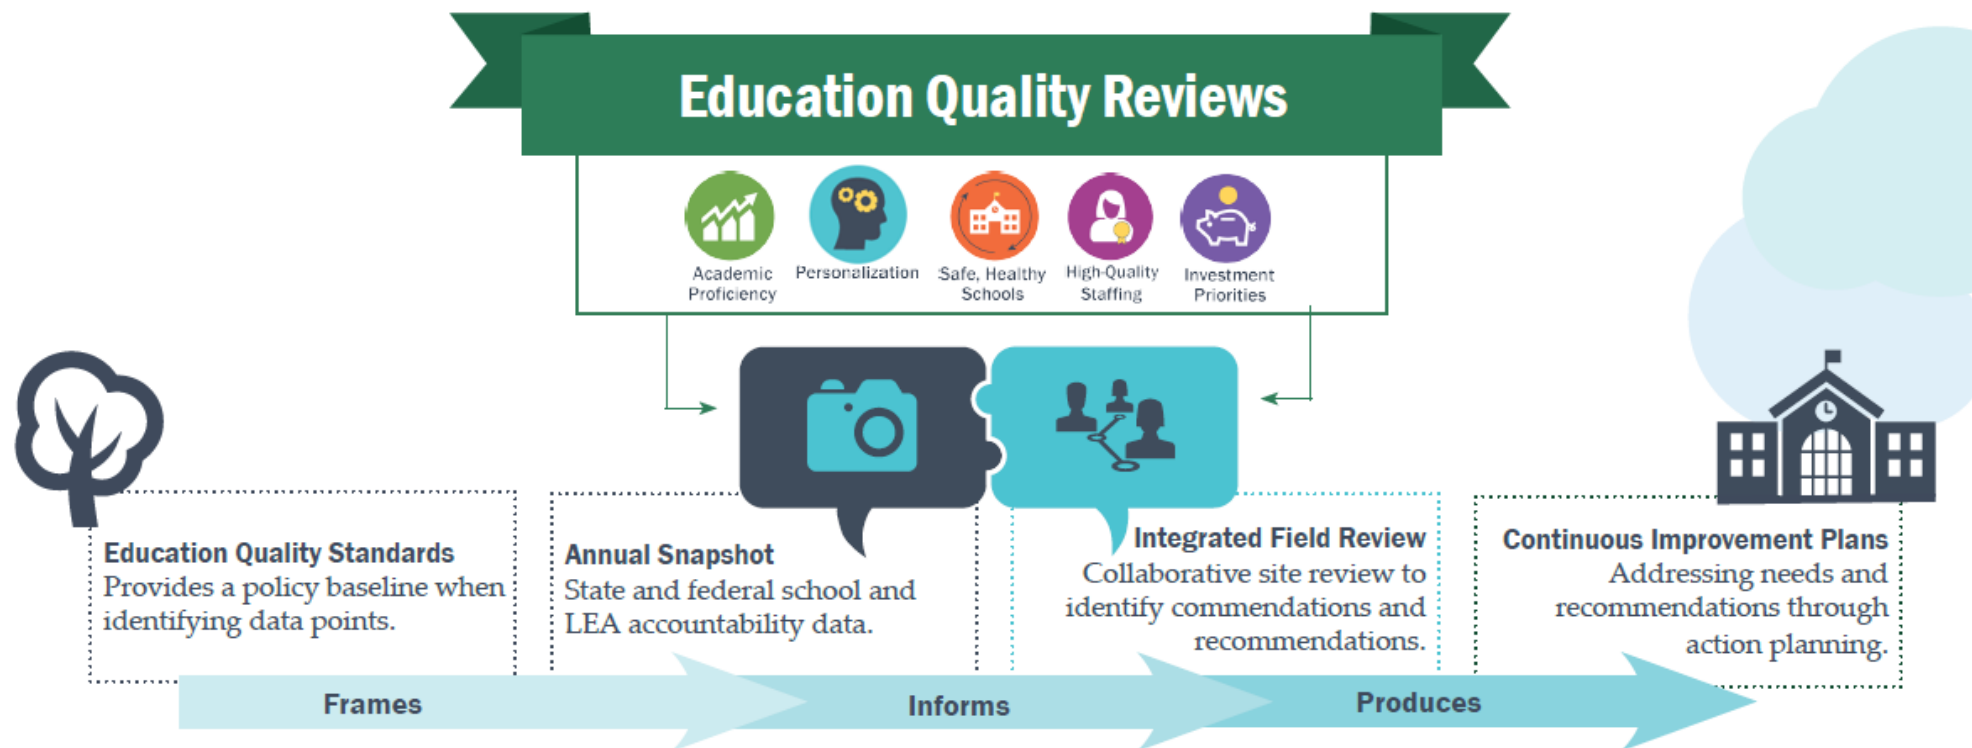 Education Quality Reviews
Academic
Proficiency
Personalization
Safe, Healthy
Schools
High-Quality
Staffing
Investment
Priorities
Education Quality Standards
Provides a policy baseline when
identifying data points.
Annual Snapshot
State and federal school and
LEA accountability data.
Integrated Field Review
Collaborative site review to
identify commendations and
recommendations.
Continuous Improvement Plans
Addressing needs and
recommendations through
action planning.
Frames
Informs
Produces